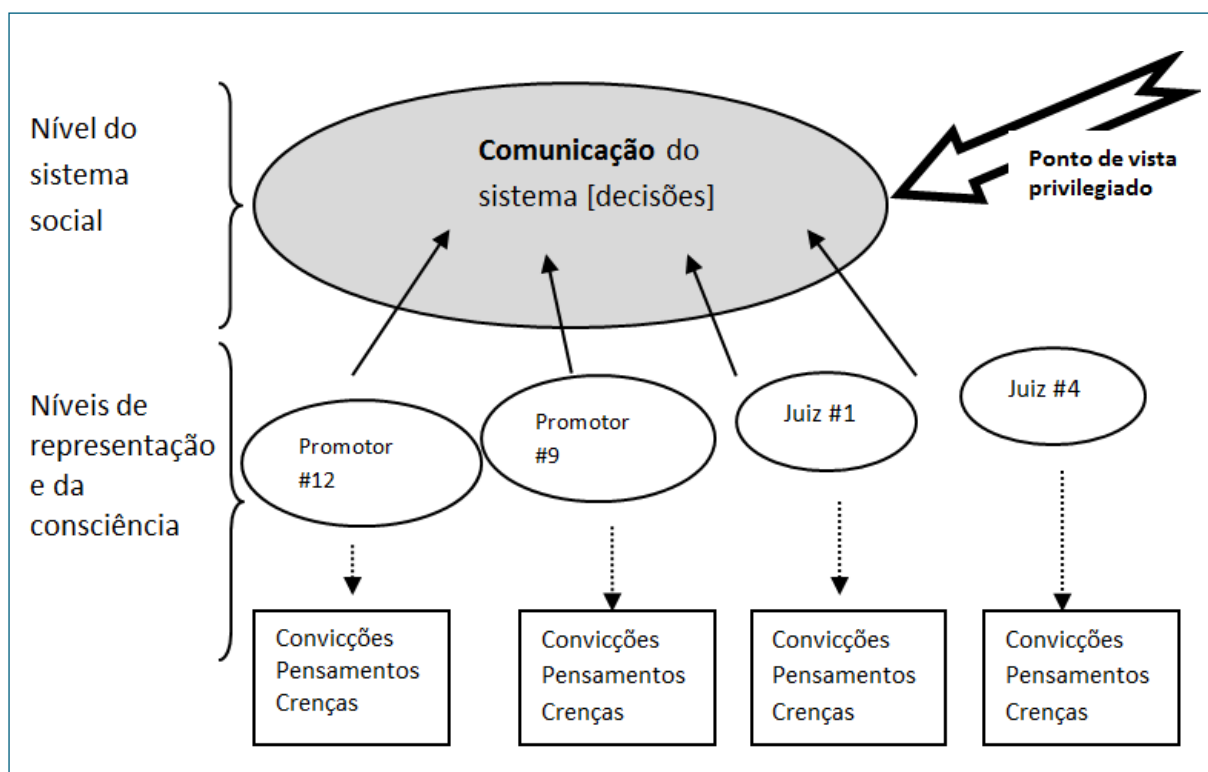 Nível do
sistema
social
Comunicação do
sistema [decisões]
Ponto de vista
privilegiado
Níveis de
representação
e da
consciência
Promotor
#12
Promotor
#9
Juiz #1
Juiz #4
Convicções
Pensamentos
Crenças
Convicções
Pensamentos
Crenças
Convicções
Pensamentos
Crenças
Convicções
Pensamentos
Crenças